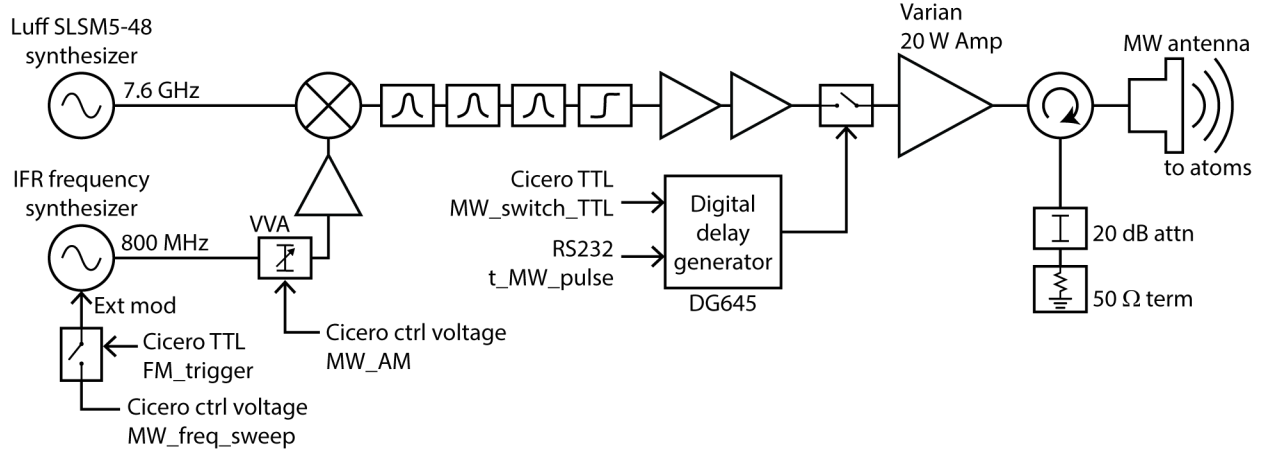 Luff SLSM5-48
synthesizer
7.6 GHz
IFR frequency
synthesizer
800 MHz
VVA
Ext mod
Cicero TTL
FM_trigger
Cicero ctrl voltage
MW_freq_sweep
Cicero ctrl voltage
MW_AM
Cicero TTL
MW_switch_TTL
RS232
t_MW_pulse
Digital
delay
generator
DG645
Varian
20 W Amp
MW antenna
to atoms
20 dB attn
50 Ω term